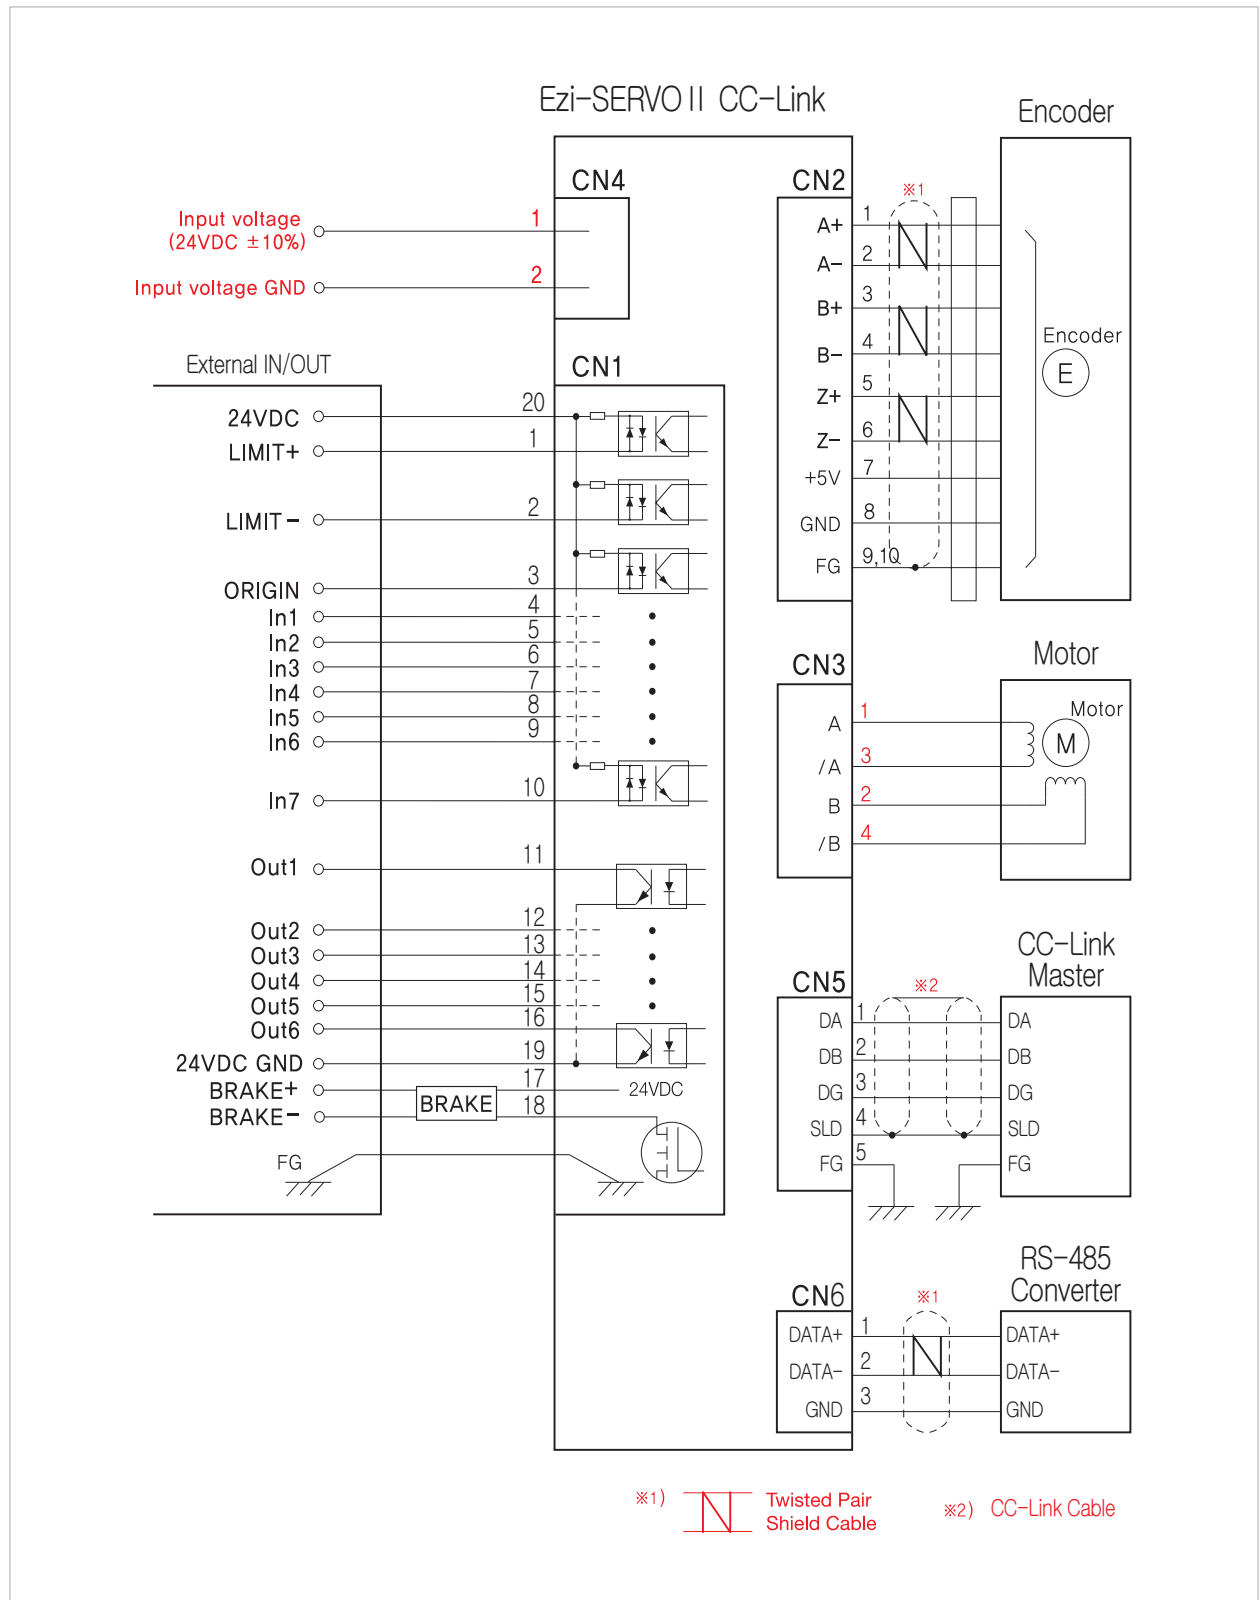 Ezi-SERVO II CC-Link
Encoder
CN4
Input voltage
(24VDC ±10%)
1
Input voltage GND
2
CN2
※1
A+ 1
A- 2
B+ 3
B- 4
Z+ 5
Z- 6
+5V 7
GND 8
FG 9,10
Encoder
E
External IN/OUT
CN1
24VDC 20
LIMIT+ 1
LIMIT- 2
ORIGIN 3
In1 4
In2 5
In3 6
In4 7
In5 8
In6 9
In7 10
Out1 11
Out2 12
Out3 13
Out4 14
Out5 15
Out6 16
24VDC GND 19
BRAKE+ 17 24VDC
BRAKE- 18
BRAKE
FG
CN3
Motor
A 1
/A 3
B 2
/B 4
Motor
M
CN5
※2
CC-Link
Master
DA 1 DA
DB 2 DB
DG 3 DG
SLD 4 SLD
FG 5 FG
CN6
※1
RS-485
Converter
DATA+ 1 DATA+
DATA- 2 DATA-
GND 3 GND
※1) Twisted Pair
Shield Cable
※2) CC-Link Cable